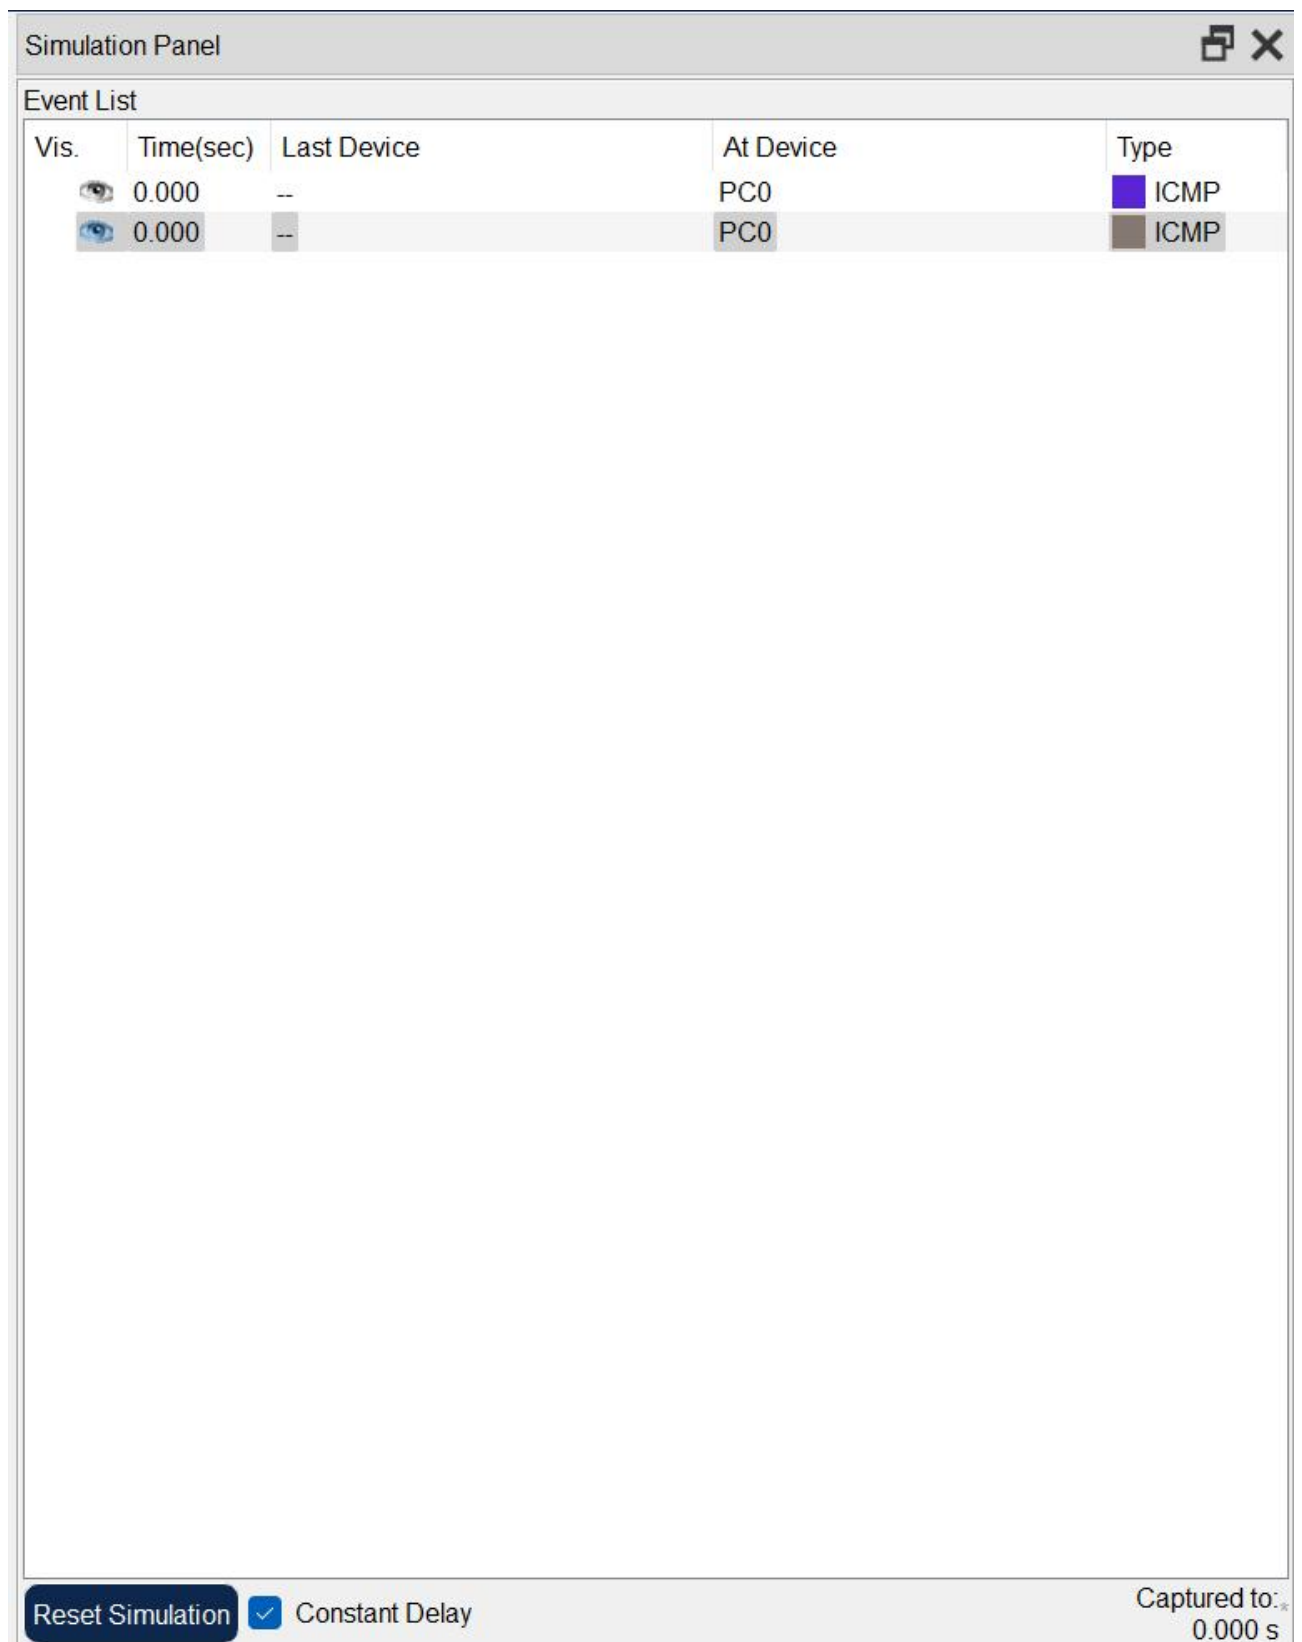 Simulation Panel
Event List
Vis. Time(sec) Last Device At Device Type
0.000 -- PC0 ICMP
0.000 -- PC0 ICMP
Reset Simulation Constant Delay Captured to:*
0.000 s